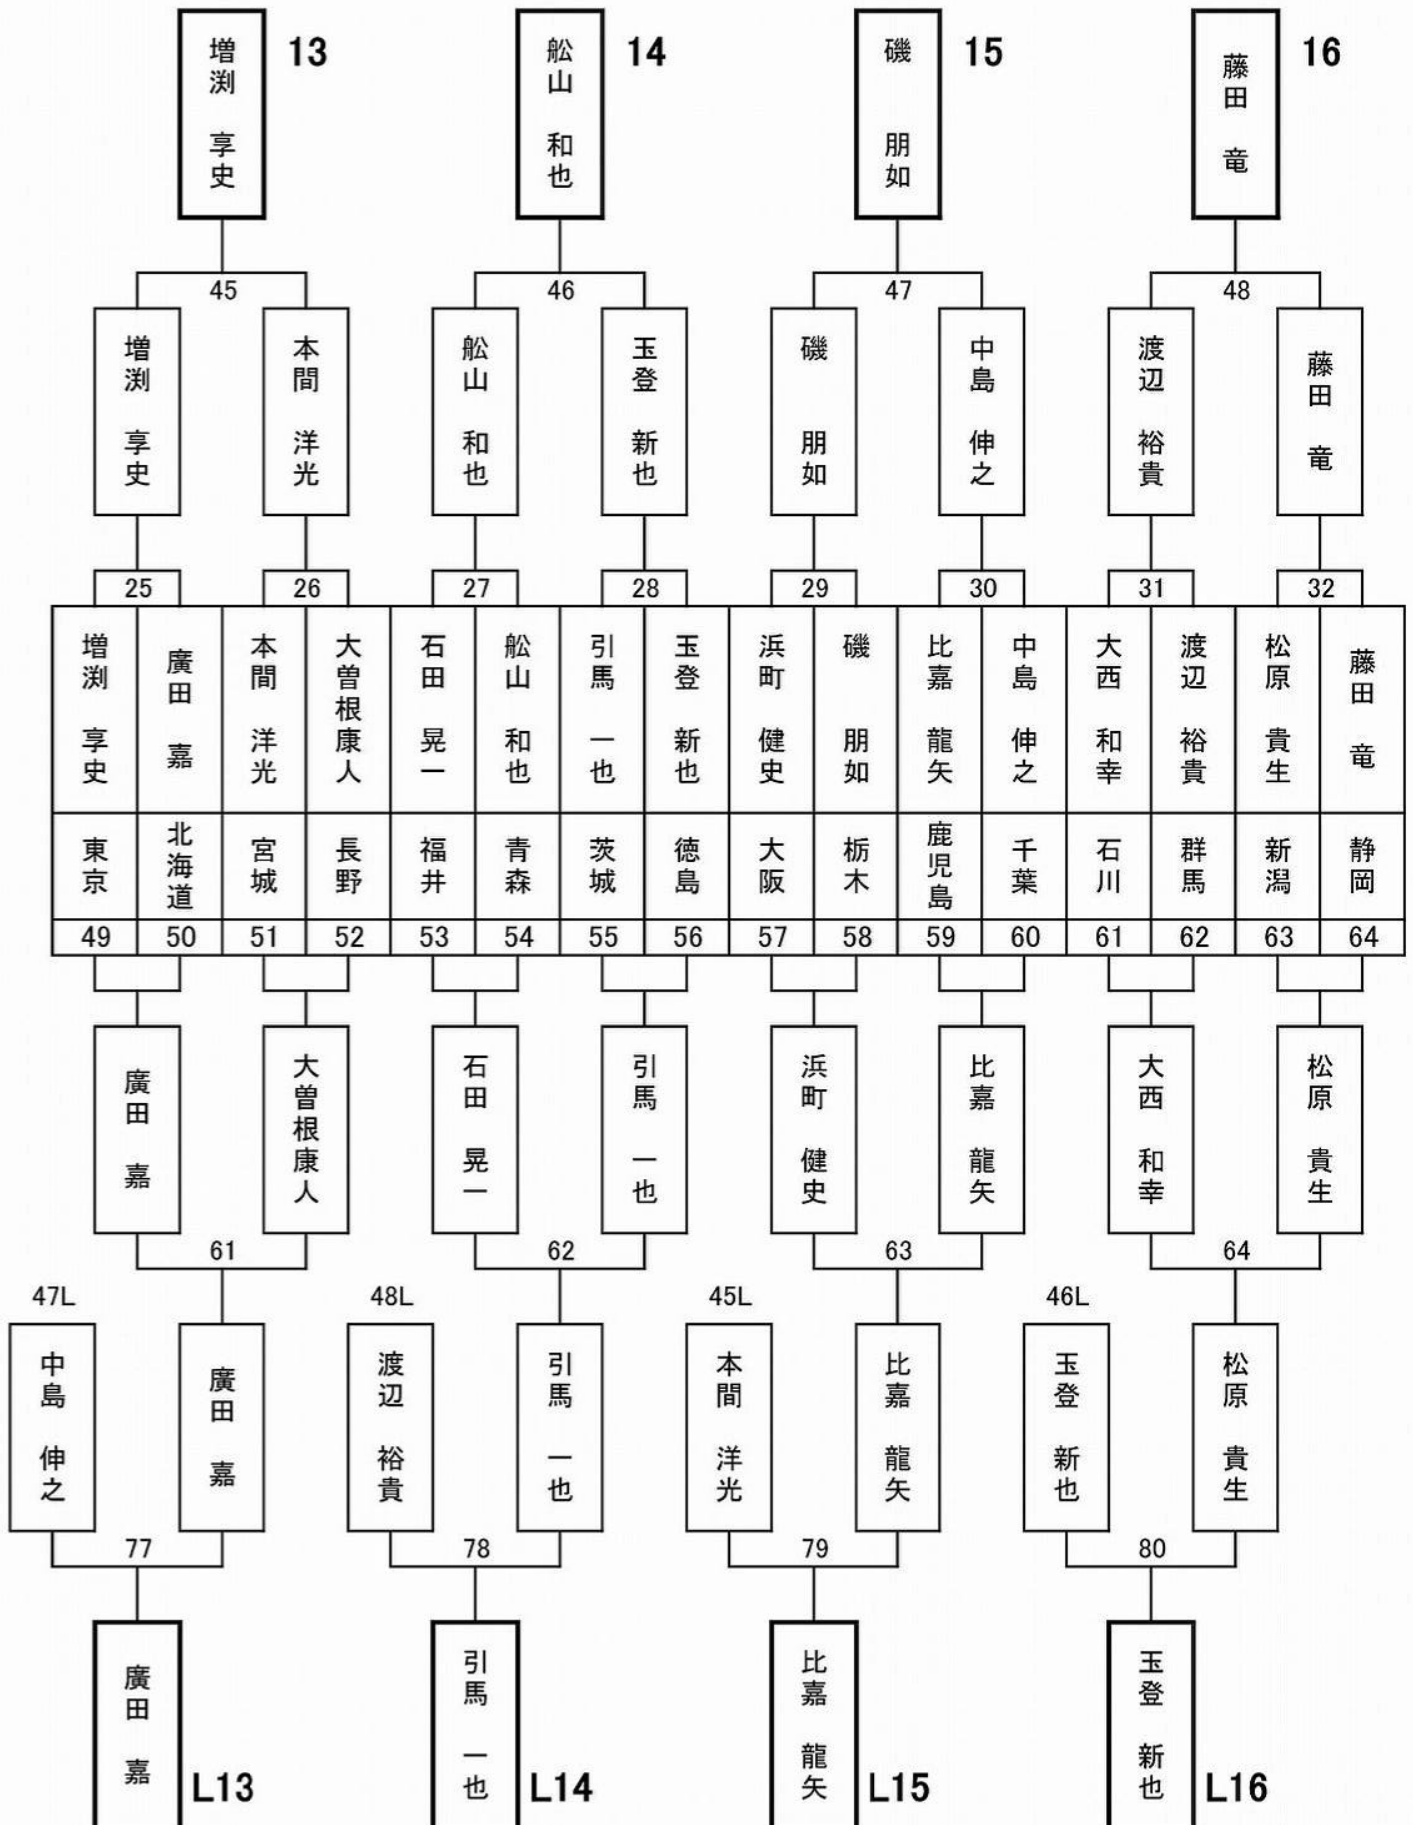 増渕 享史
13
舩山 和也
14
磯 朋如
15
藤田 竜
16
45
46
47
48
増渕 享史
本間 洋光
舩山 和也
玉登 新也
磯 朋如
中島 伸之
渡辺 裕貴
藤田 竜
25
26
27
28
29
30
31
32
増渕 享史
廣田 嘉
本間 洋光
大曽根康人
石田 晃一
舩山 和也
引馬 一也
玉登 新也
浜町 健史
磯 朋如
比嘉 龍矢
中島 伸之
大西 和幸
渡辺 裕貴
松原 貴生
藤田 竜
東京
北海道
宮城
長野
福井
青森
茨城
徳島
大阪
栃木
鹿児島
千葉
石川
群馬
新潟
静岡
49
50
51
52
53
54
55
56
57
58
59
60
61
62
63
64
廣田 嘉
大曽根康人
石田 晃一
引馬 一也
浜町 健史
比嘉 龍矢
大西 和幸
松原 貴生
61
62
63
64
47L
48L
45L
46L
中島 伸之
廣田 嘉
渡辺 裕貴
引馬 一也
本間 洋光
比嘉 龍矢
玉登 新也
松原 貴生
77
78
79
80
廣田 嘉
L13
引馬 一也
L14
比嘉 龍矢
L15
玉登 新也
L16